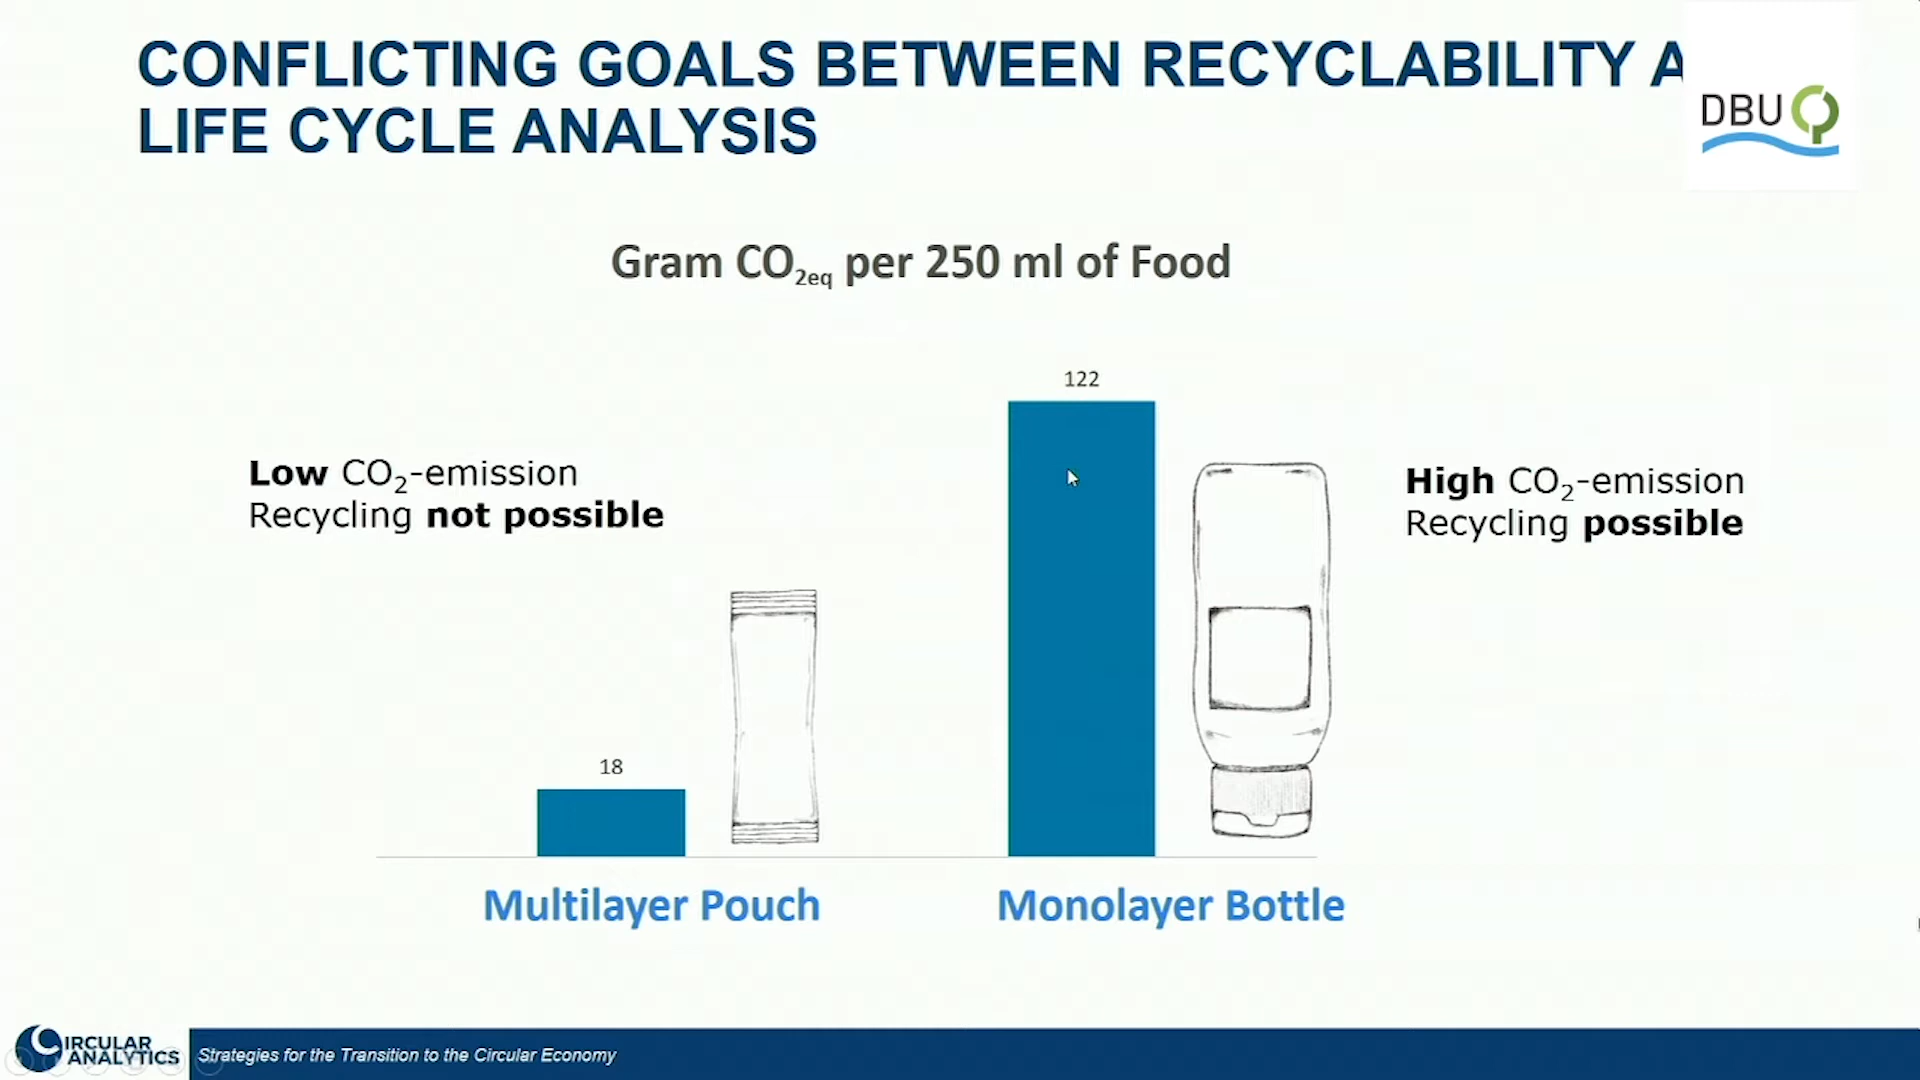 CONFLICTING GOALS BETWEEN RECYCLABILITY A
LIFE CYCLE ANALYSIS
DBU
Gram CO₂eq per 250 ml of Food
122
Low CO₂-emission
Recycling not possible
High CO₂-emission
Recycling possible
18
Multilayer Pouch
Monolayer Bottle
CIRCULAR
ANALYTICS
Strategies for the Transition to the Circular Economy